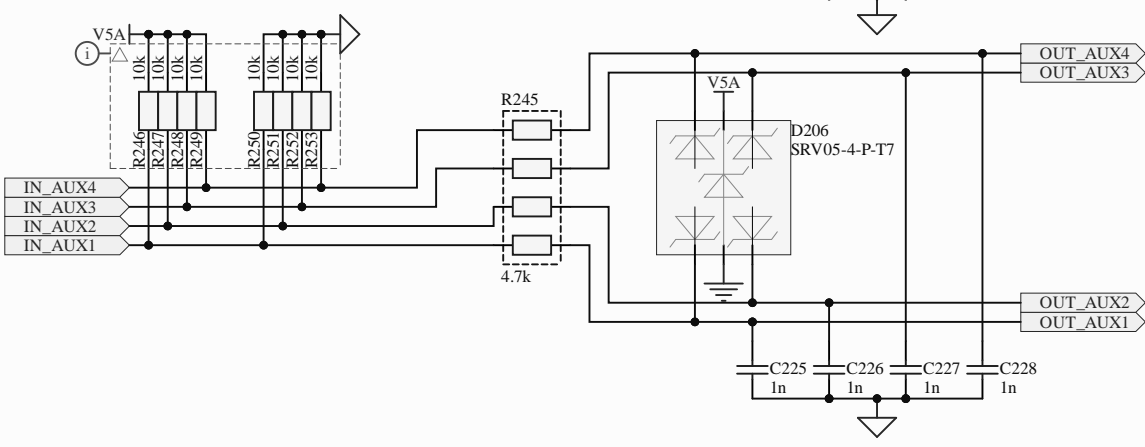 V5A
i
10k
10k
10k
10k
10k
10k
10k
10k
R246
R247
R248
R249
R250
R251
R252
R253
IN_AUX4
IN_AUX3
IN_AUX2
IN_AUX1
R245
4.7k
V5A
D206
SRV05-4-P-T7
OUT_AUX4
OUT_AUX3
OUT_AUX2
OUT_AUX1
C225
1n
C226
1n
C227
1n
C228
1n